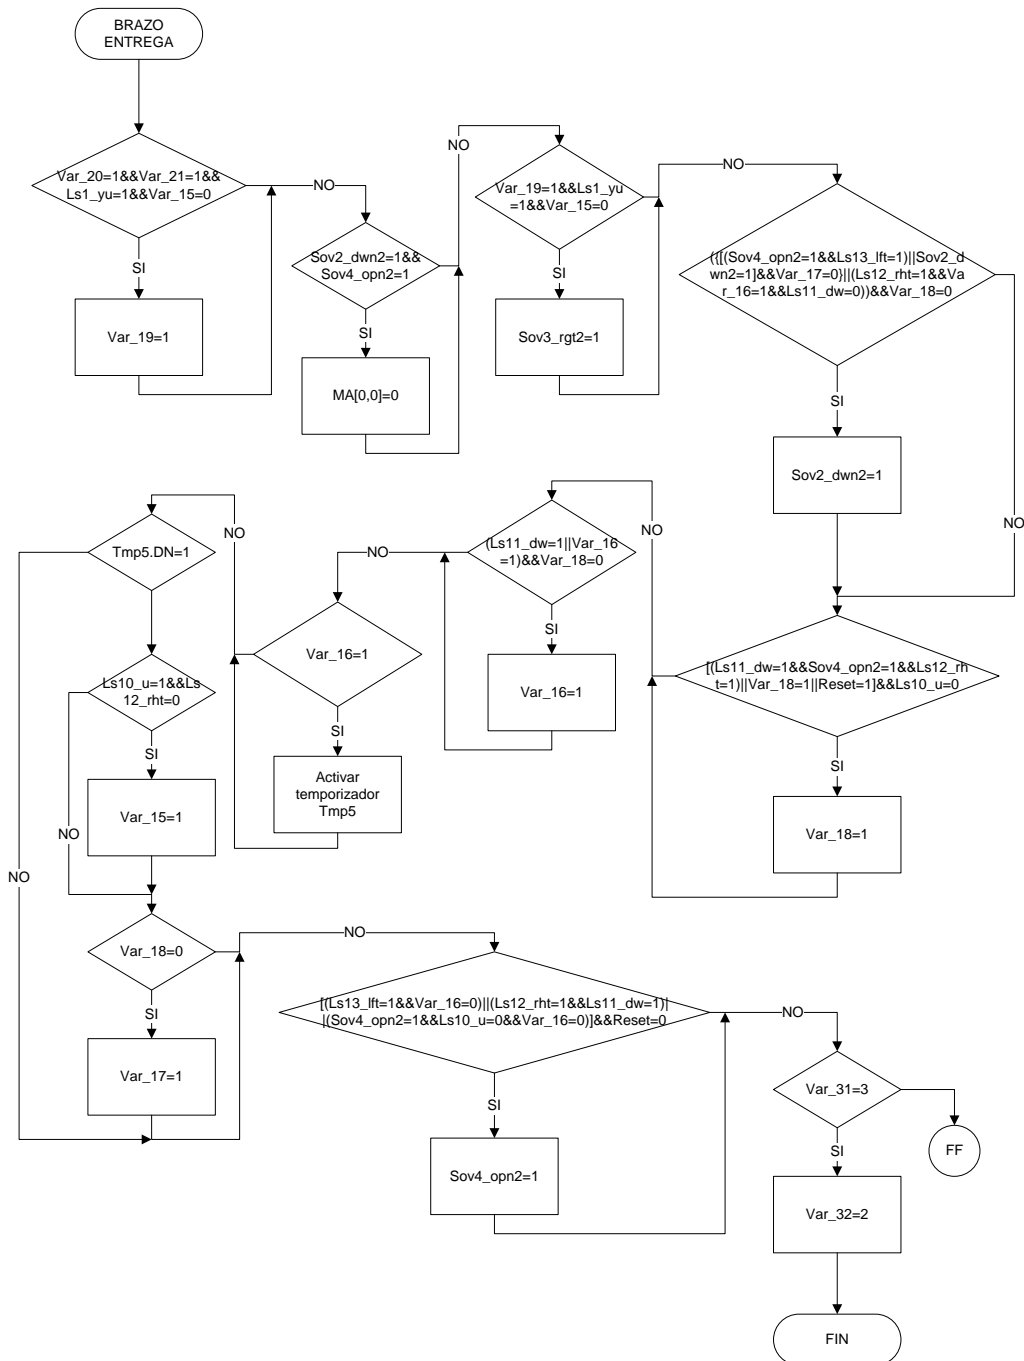 BRAZO
ENTREGA
Var_20=1&&Var_21=1&&
Ls1_yu=1&&Var_15=0
NO
SI
Var_19=1
Sov2_dwn2=1&&
Sov4_opn2=1
NO
SI
MA[0,0]=0
Var_19=1&&Ls1_yu
=1&&Var_15=0
NO
SI
Sov3_rgt2=1
({[(Sov4_opn2=1&&Ls13_lft=1)||Sov2_d
wn2=1]&&Var_17=0}||(Ls12_rht=1&&Va
r_16=1&&Ls11_dw=0))&&Var_18=0
SI
NO
Sov2_dwn2=1
[(Ls11_dw=1&&Sov4_opn2=1&&Ls12_rh
t=1)||Var_18=1||Reset=1]&&Ls10_u=0
NO
SI
Var_18=1
(Ls11_dw=1||Var_16
=1)&&Var_18=0
NO
SI
Var_16=1
Var_16=1
NO
SI
Activar
temporizador
Tmp5
Tmp5.DN=1
NO
Ls10_u=1&&Ls
12_rht=0
SI
NO
Var_15=1
Var_18=0
NO
SI
Var_17=1
[(Ls13_lft=1&&Var_16=0)||(Ls12_rht=1&&Ls11_dw=1)|
|(Sov4_opn2=1&&Ls10_u=0&&Var_16=0)]&&Reset=0
NO
SI
Sov4_opn2=1
Var_31=3
FF
SI
Var_32=2
FIN